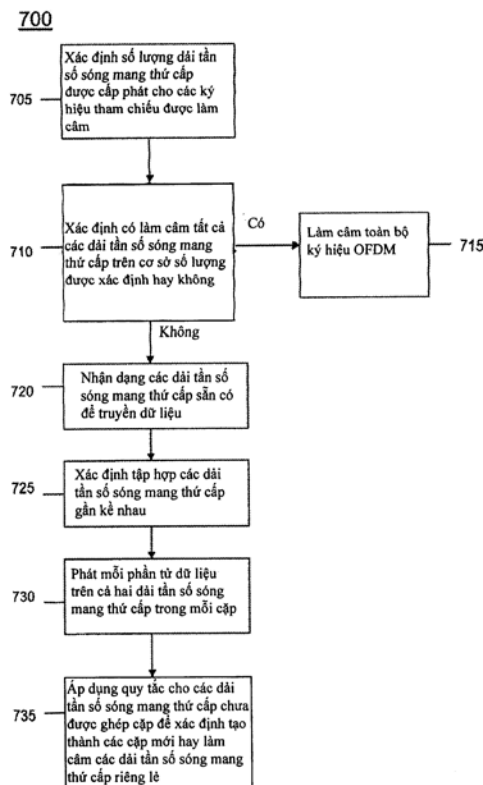 700
Xác định số lượng dải tần
số sóng mang thứ cấp
được cấp phát cho các ký
hiệu tham chiếu được làm
câm
705
Xác định có làm câm tất cả
các dải tần số sóng mang
thứ cấp trên cơ sở số lượng
được xác định hay không
710
Có
Làm câm toàn bộ
ký hiệu OFDM
715
Không
Nhận dạng các dải tần số
sóng mang thứ cấp sẵn có
để truyền dữ liệu
720
Xác định tập hợp các dải
tần số sóng mang thứ cấp
gần kề nhau
725
Phát mỗi phần tử dữ liệu
trên cả hai dải tần số sóng
mang thứ cấp trong mỗi cặp
730
Áp dụng quy tắc cho các dải
tần số sóng mang thứ cấp chưa
được ghép cặp để xác định tạo
thành các cặp mới hay làm
câm các dải tần số sóng mang
thứ cấp riêng lẻ
735